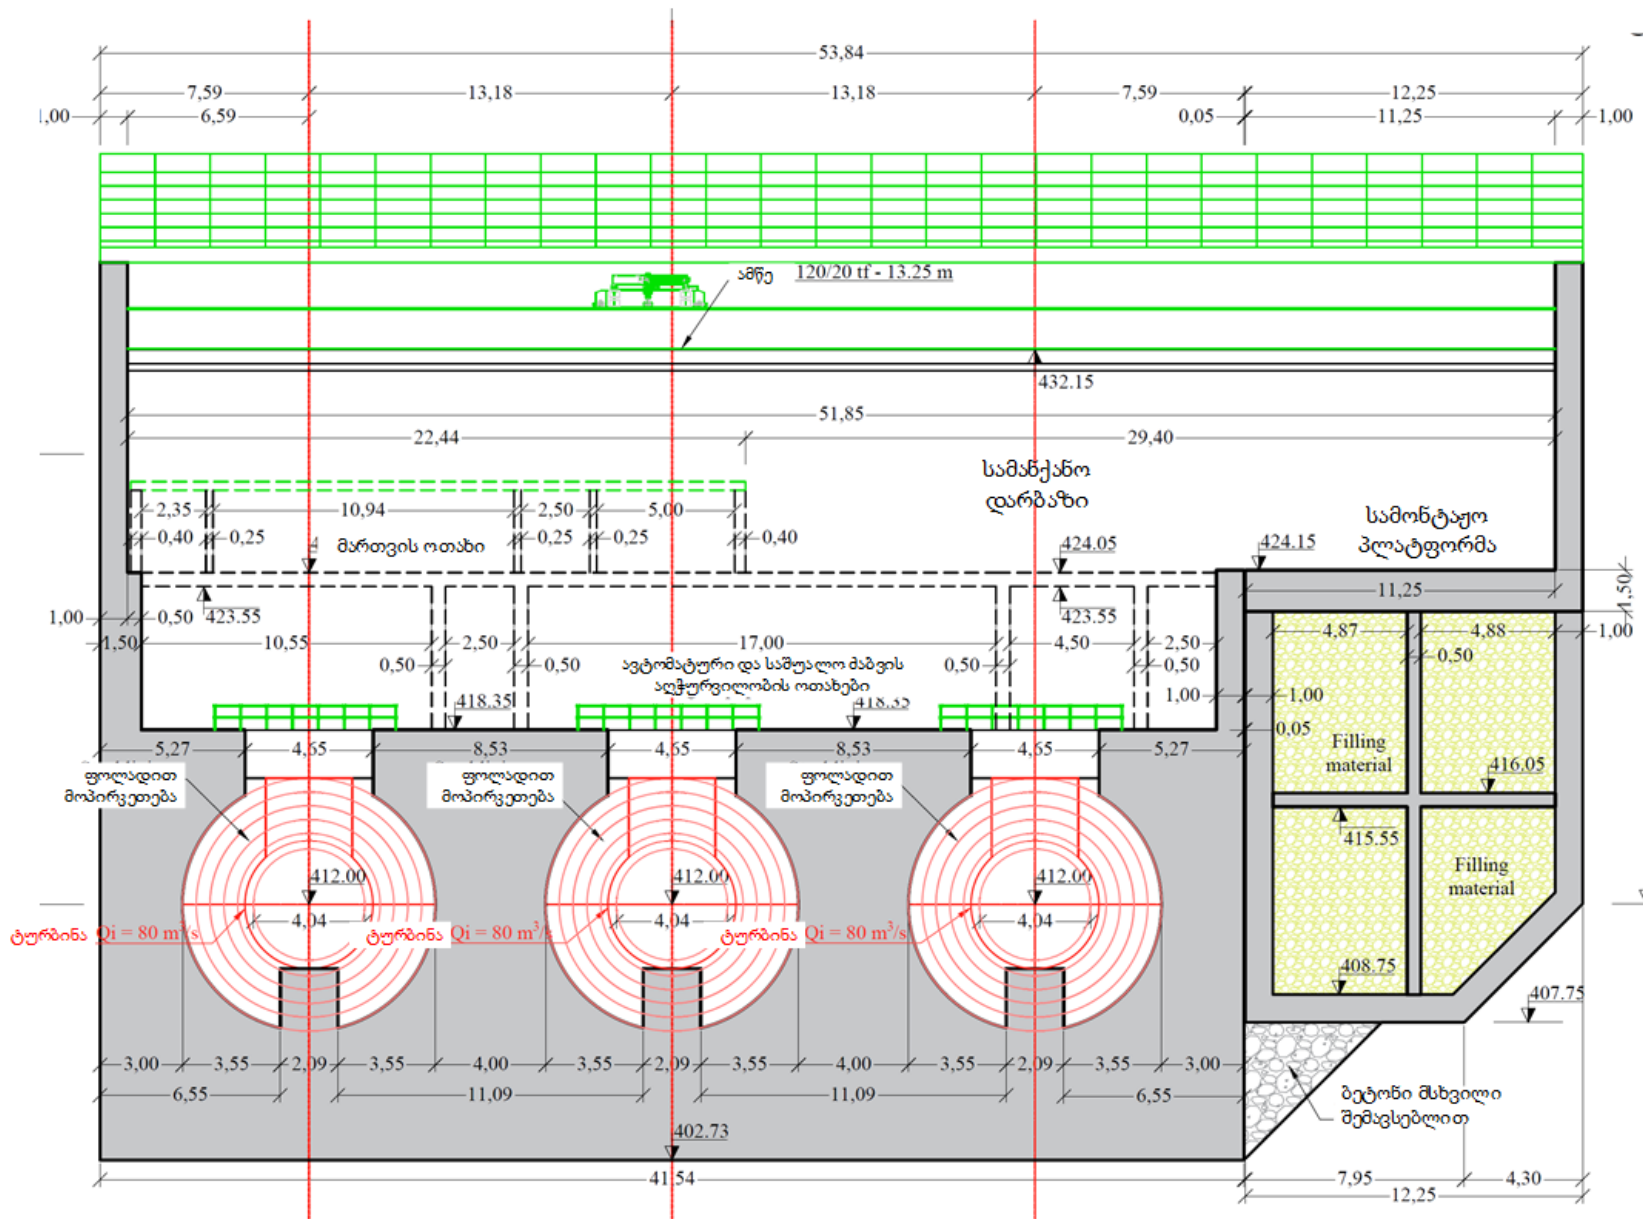 53,84
7,59 13,18 13,18 7,59 12,25
1,00 6,59 0,05 11,25 1,00
ამწე 120/20 tf - 13.25 m
432.15
51,85
22,44 29,40
სამანქანო
დარბაზი
2,35 10,94 2,50 5,00
0,40 0,25 0,25 0,25 0,40
მართვის ოთახი
424.05
424.15
სამონტაჟო
პლატფორმა
423.55 423.55
11,25
1,50
1,00 0,50
1,50 10,55 2,50 17,00 4,50 2,50
4,87 4,88 1,00
0,50 0,50 0,50 0,50 0,50
ავტომატური და საშუალო ძაბვის
აღჭურვილობის ოთახები
1,00 1,00
418.35 418.35
0,05
5,27 4,65 8,53 4,65 8,53 4,65 5,27
Filling
material
416.05
ფოლადით
მოპირკეთება
ფოლადით
მოპირკეთება
ფოლადით
მოპირკეთება
415.55
Filling
material
412.00 412.00 412.00
4,04 4,04 4,04
ტურბინა Qi = 80 m³/s
ტურბინა Qi = 80 m³/s
ტურბინა Qi = 80 m³/s
408.75
407.75
3,00 3,55 2,09 3,55 4,00 3,55 2,09 3,55 4,00 3,55 2,09 3,55 3,00
6,55 11,09 11,09 6,55
ბეტონი მსხვილი
შემავსებლით
402.73
41,54
7,95 4,30
12,25